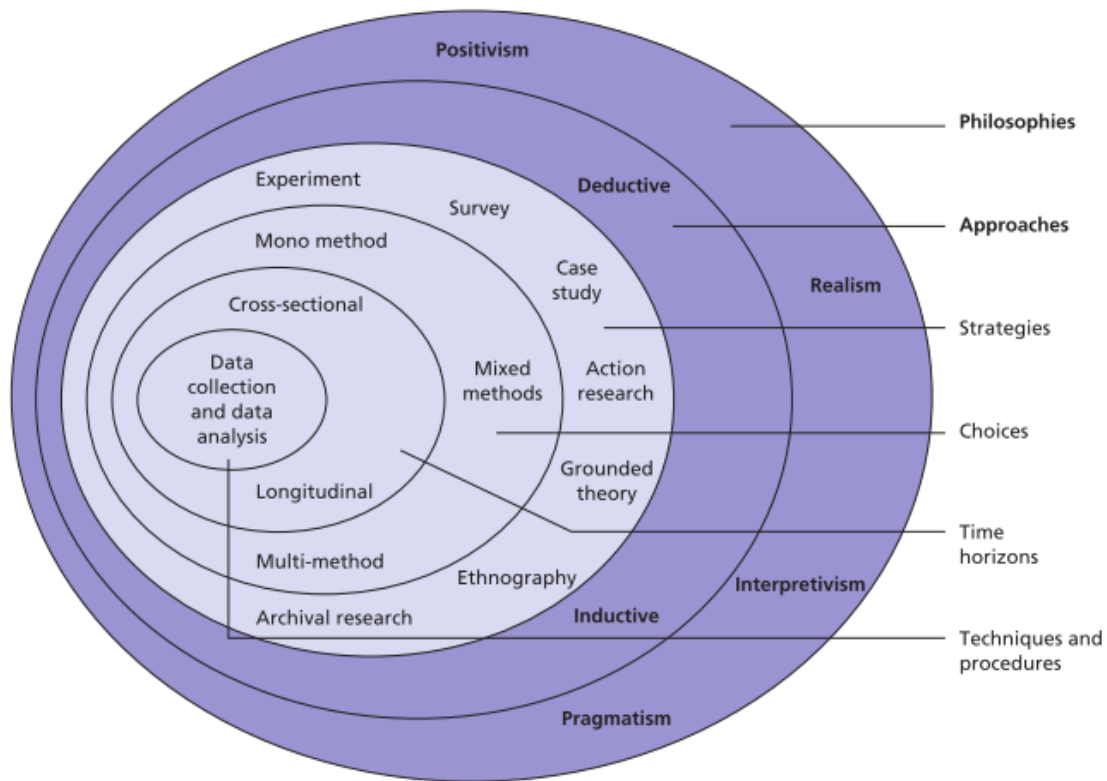 Positivism
Philosophies
Experiment
Deductive
Survey
Approaches
Mono method
Case
study
Realism
Cross-sectional
Strategies
Data
collection
and data
analysis
Mixed
methods
Action
research
Choices
Grounded
theory
Longitudinal
Time
horizons
Multi-method
Ethnography
Interpretivism
Archival research
Inductive
Techniques and
procedures
Pragmatism